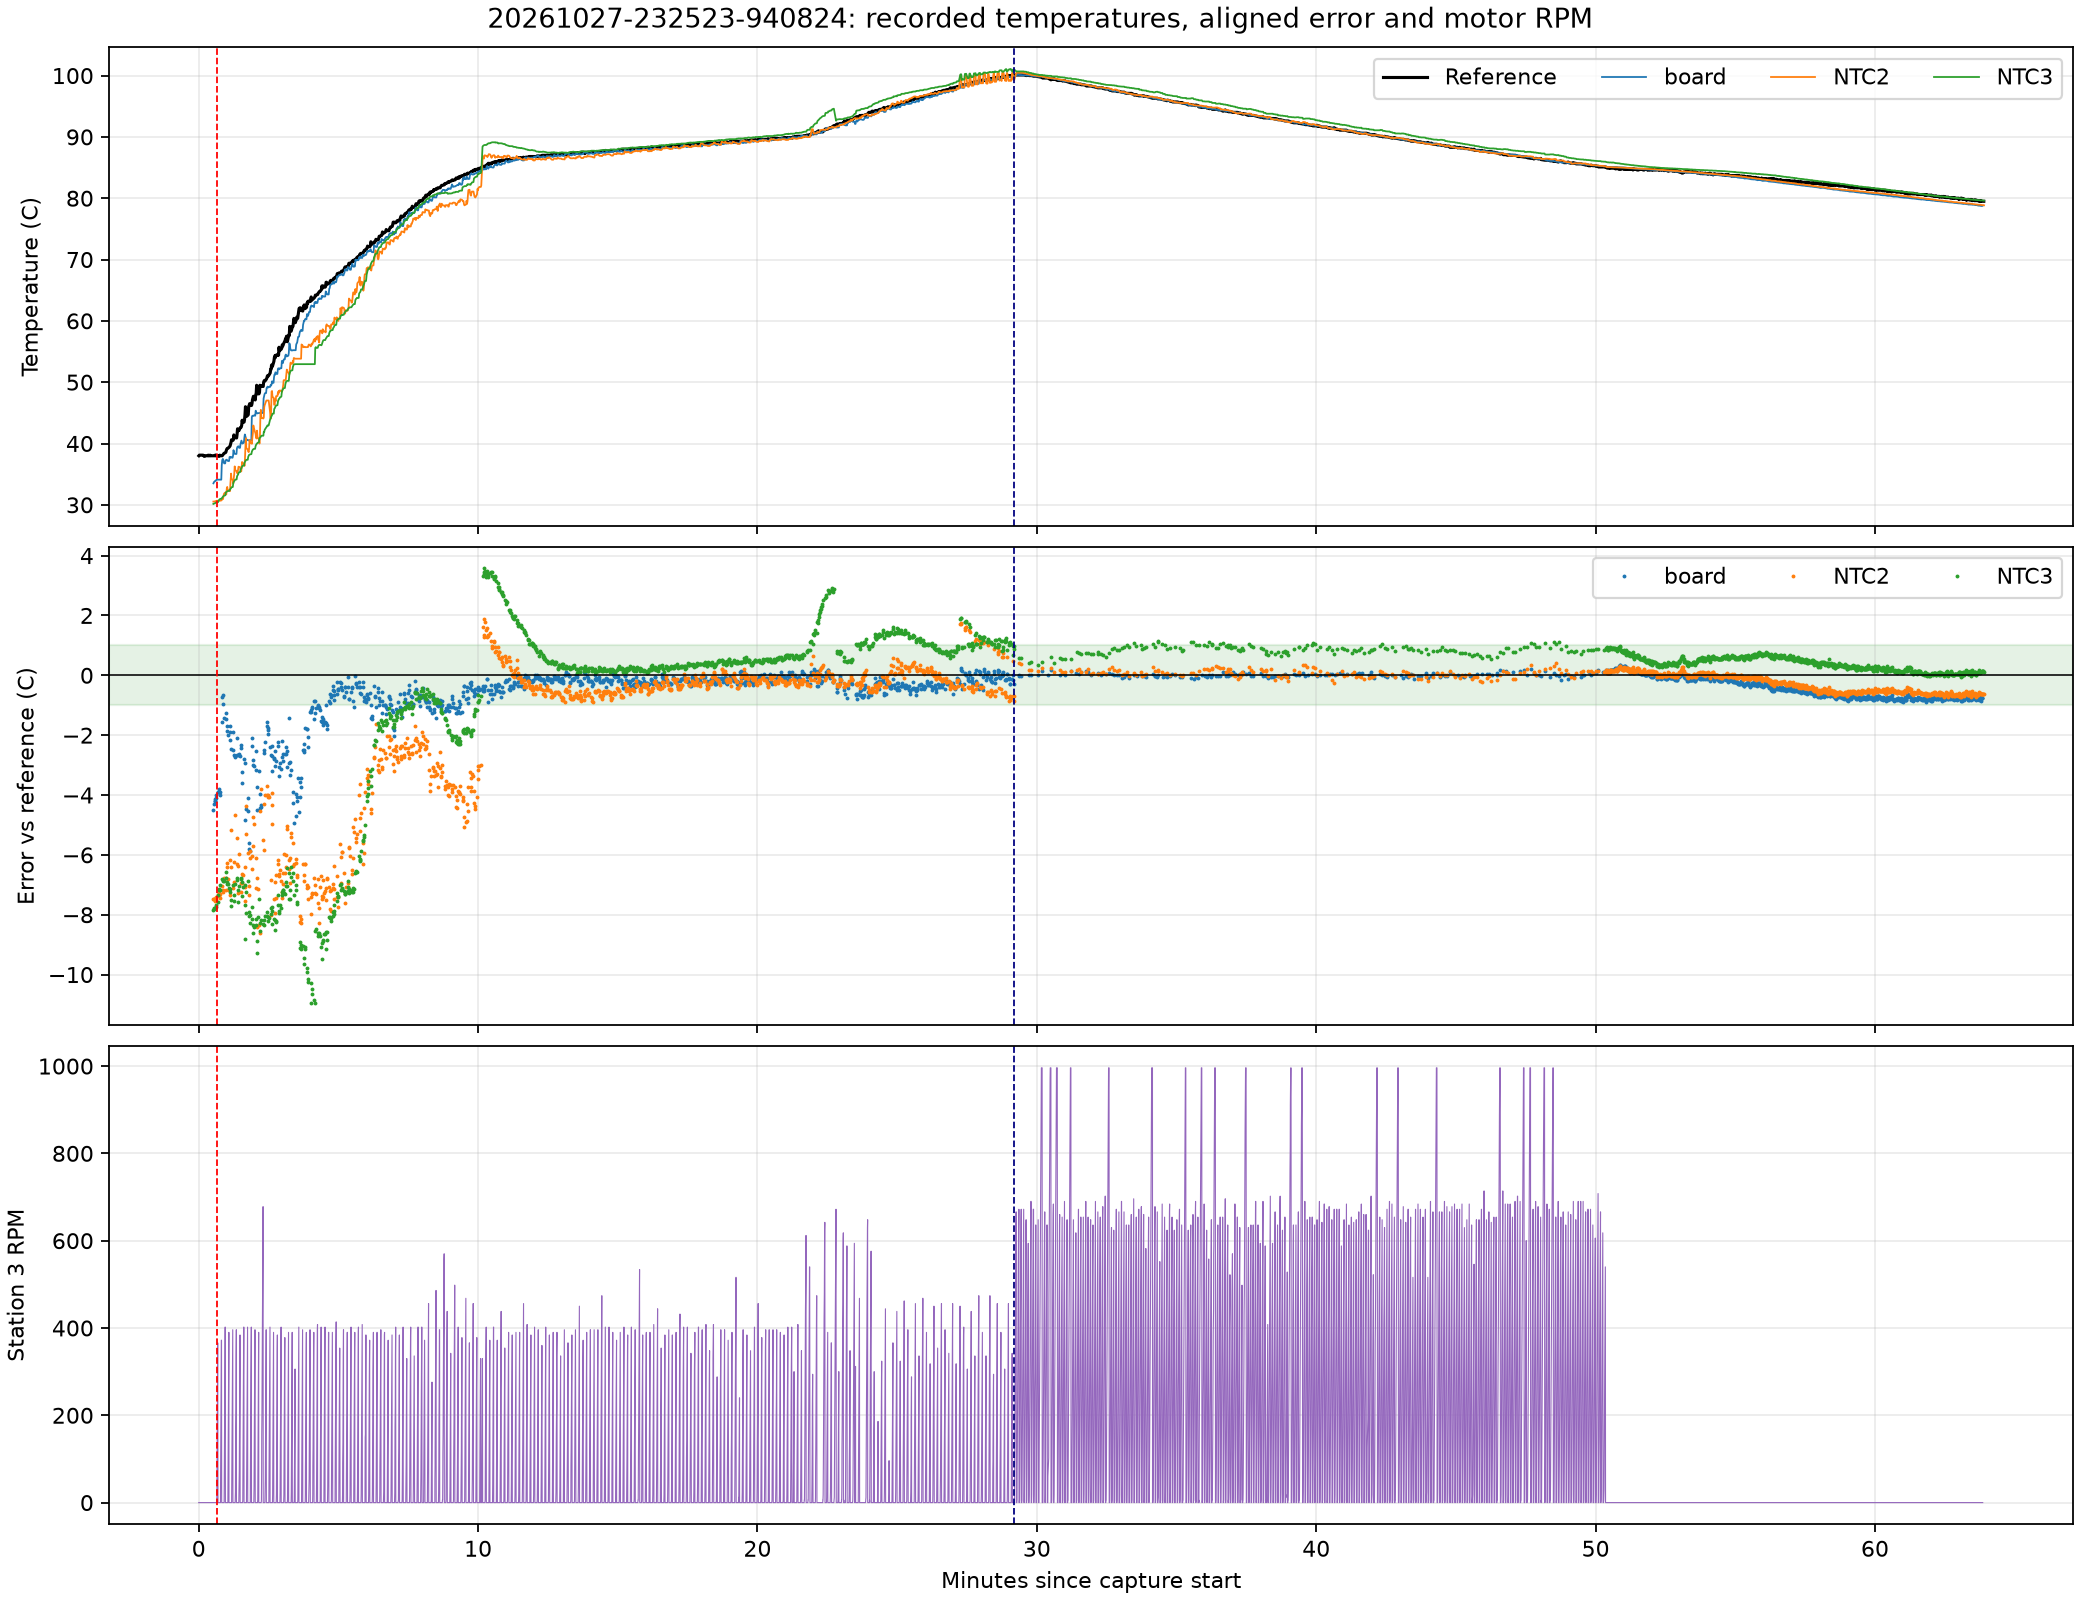 20261027-232523-940824: recorded temperatures, aligned error and motor RPM
Temperature (C)
100
90
80
70
60
50
40
30
Reference
board
NTC2
NTC3
Error vs reference (C)
4
2
0
−2
−4
−6
−8
−10
board
NTC2
NTC3
Station 3 RPM
1000
800
600
400
200
0
0
10
20
30
40
50
60
Minutes since capture start